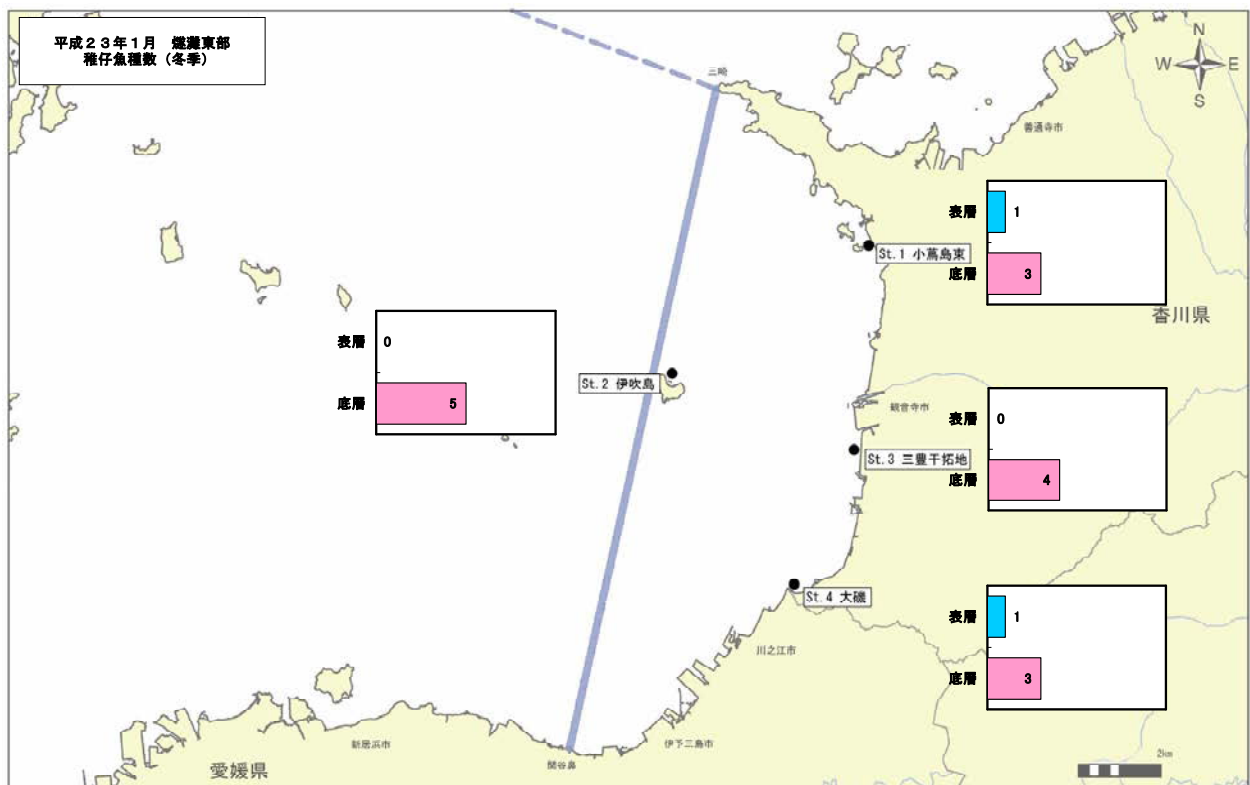 平成23年1月 燧灘東部
稚仔魚種数（冬季）
三崎
N
W E
S
善通寺市
表層 1
底層 3
St.1 小蔦島東
香川県
表層 0
底層 5
St.2 伊吹島
観音寺市
表層 0
底層 4
St.3 三豊干拓地
St.4 大磯
表層 1
底層 3
川之江市
新居浜市
伊予三島市
関谷鼻
愛媛県
2km